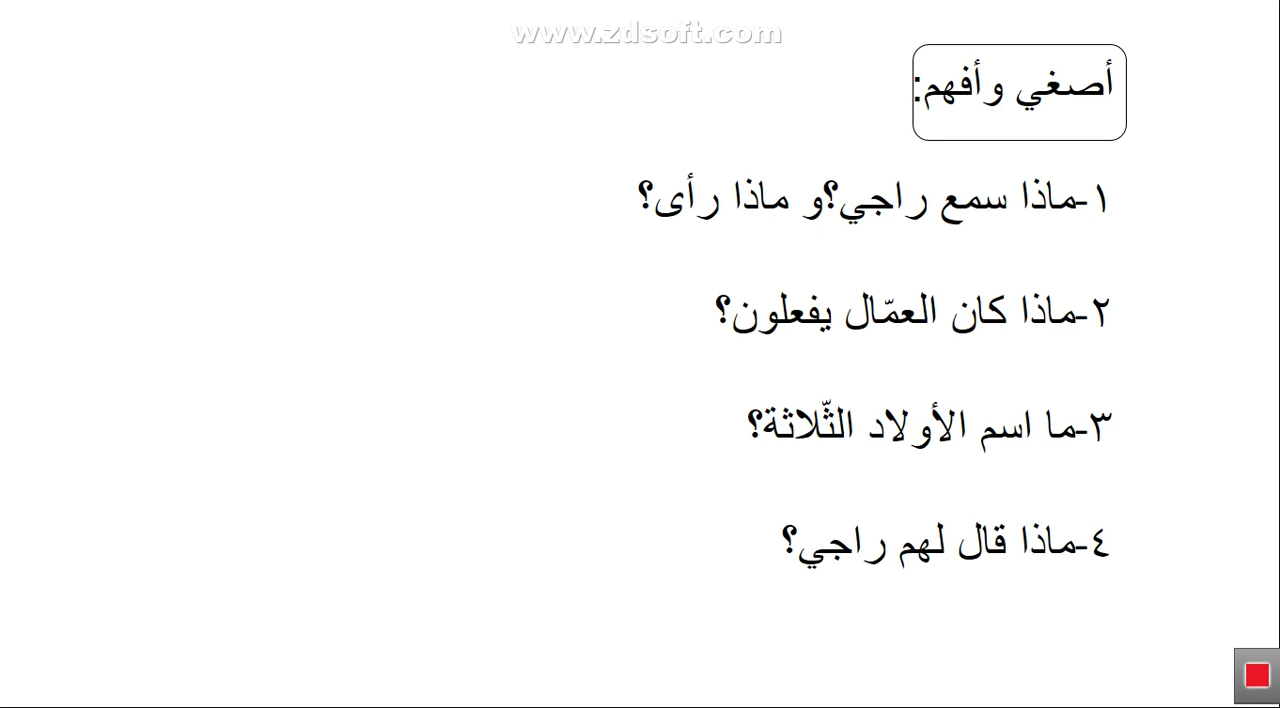 www.zdsoft.com
أصغي وأفهم:
١-ماذا سمع راجي؟و ماذا رأى؟
٢-ماذا كان العمّال يفعلون؟
٣-ما اسم الأولاد الثّلاثة؟
٤-ماذا قال لهم راجي؟